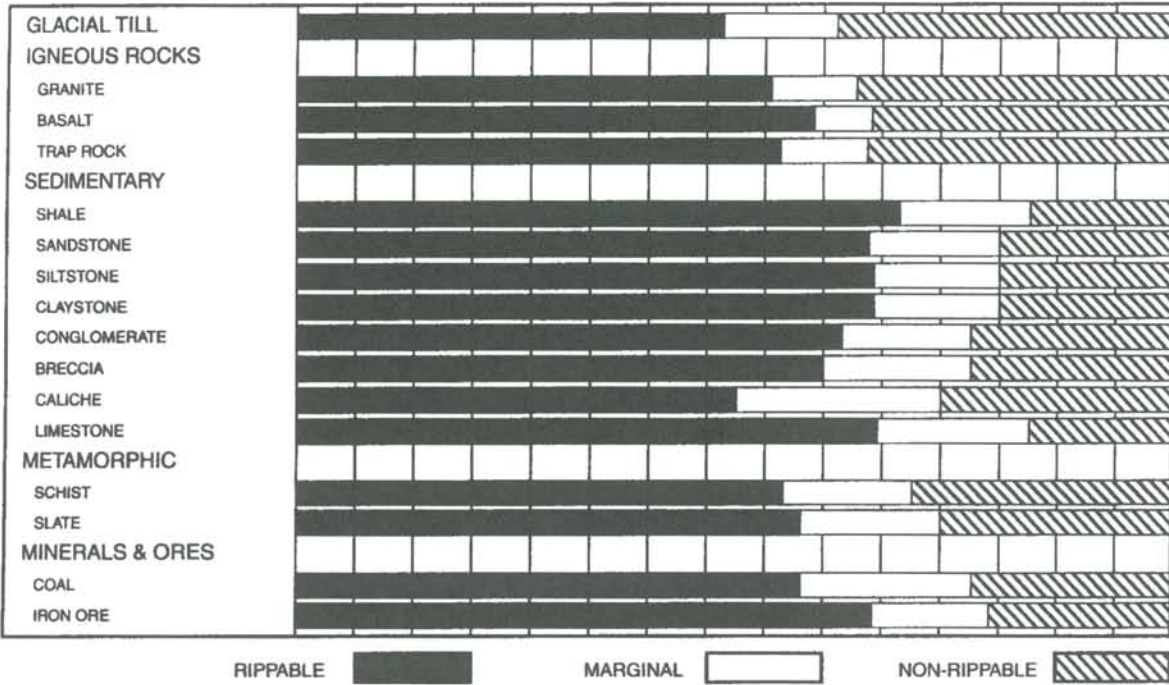 GLACIAL TILL
IGNEOUS ROCKS
GRANITE
BASALT
TRAP ROCK
SEDIMENTARY
SHALE
SANDSTONE
SILTSTONE
CLAYSTONE
CONGLOMERATE
BRECCIA
CALICHE
LIMESTONE
METAMORPHIC
SCHIST
SLATE
MINERALS & ORES
COAL
IRON ORE
RIPPABLE MARGINAL NON-RIPPABLE